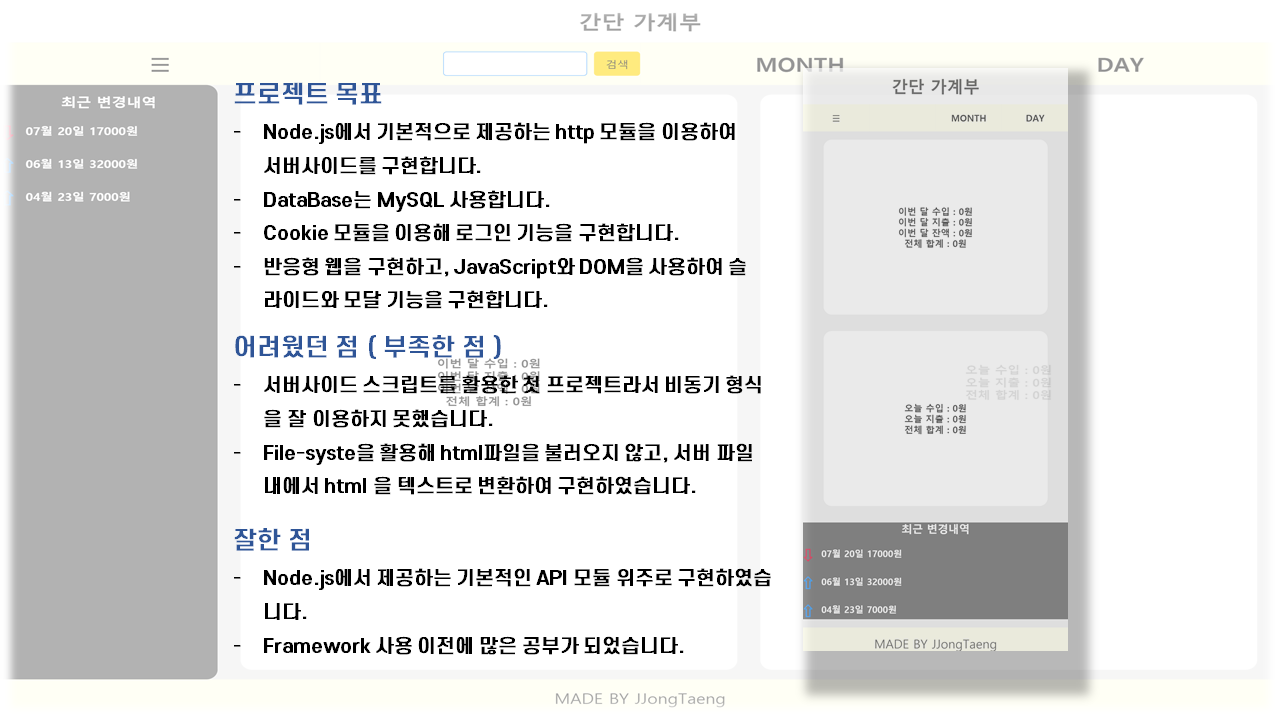 간단 가계부
☰
검색
MONTH
DAY
최근 변경내역
07월 20일 17000원
06월 13일 32000원
04월 23일 7000원
프로젝트 목표
- Node.js에서 기본적으로 제공하는 http 모듈을 이용하여
서버사이드를 구현합니다.
- DataBase는 MySQL 사용합니다.
- Cookie 모듈을 이용해 로그인 기능을 구현합니다.
- 반응형 웹을 구현하고, JavaScript와 DOM을 사용하여 슬
라이드와 모달 기능을 구현합니다.
어려웠던 점 ( 부족한 점 )
- 서버사이드 스크립트를 활용한 첫 프로젝트라서 비동기 형식
을 잘 이용하지 못했습니다.
- File-syste을 활용해 html파일을 불러오지 않고, 서버 파일
내에서 html 을 텍스트로 변환하여 구현하였습니다.
잘한 점
- Node.js에서 제공하는 기본적인 API 모듈 위주로 구현하였습
니다.
- Framework 사용 이전에 많은 공부가 되었습니다.
이번 달 수입 : 0원
이번 달 지출 : 0원
전체 합계 : 0원
오늘 수입 : 0원
오늘 지출 : 0원
전체 합계 : 0원
간단 가계부
☰
MONTH
DAY
이번 달 수입 : 0원
이번 달 지출 : 0원
이번 달 잔액 : 0원
전체 합계 : 0원
오늘 수입 : 0원
오늘 지출 : 0원
전체 합계 : 0원
최근 변경내역
07월 20일 17000원
06월 13일 32000원
04월 23일 7000원
MADE BY JJongTaeng
MADE BY JJongTaeng